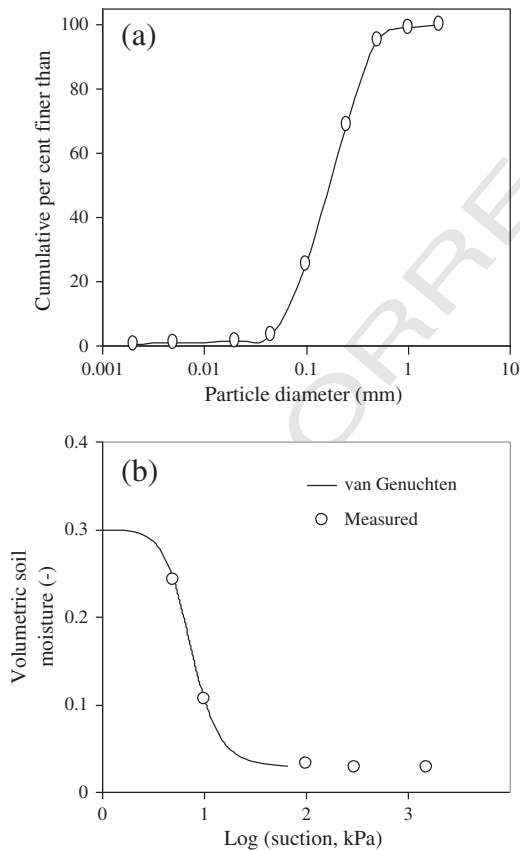 (a)
100
80
60
40
20
0
Cumulative per cent finer than
0.001
0.01
0.1
1
10
Particle diameter (mm)
ORRE
(b)
van Genuchten
Measured
0.4
0.3
0.2
0.1
0
Volumetric soil
moisture (-)
0
1
2
3
Log (suction, kPa)